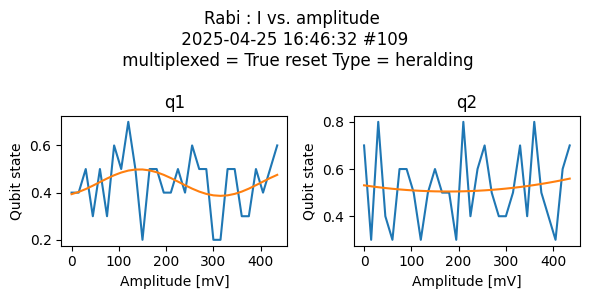 Rabi : I vs. amplitude
2025-04-25 16:46:32 #109
multiplexed = True reset Type = heralding
q1
q2
Qubit state
0.6
0.4
0.2
0
100
200
300
400
Amplitude [mV]
Qubit state
0.8
0.6
0.4
0
100
200
300
400
Amplitude [mV]